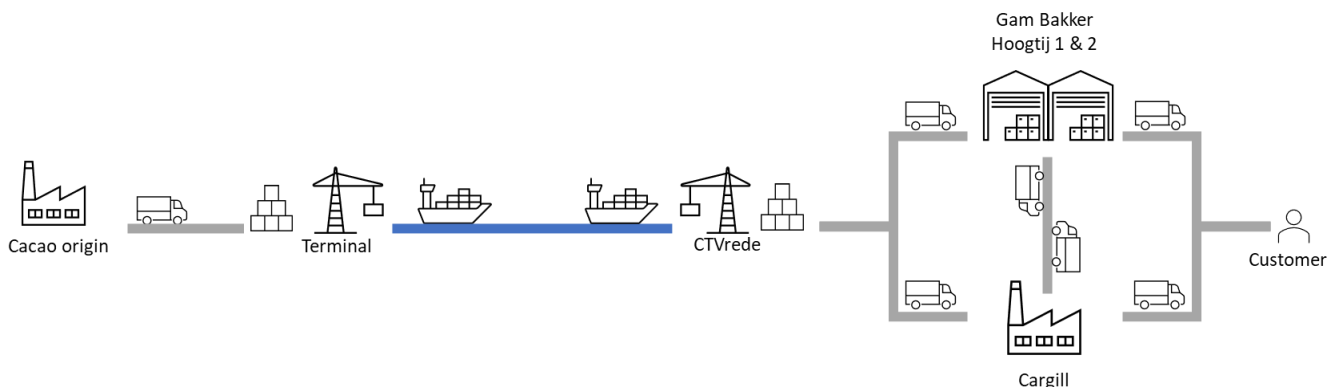 Gam Bakker
Hoogtij 1 & 2
Cacao origin
Terminal
CTVrede
Customer
Cargill